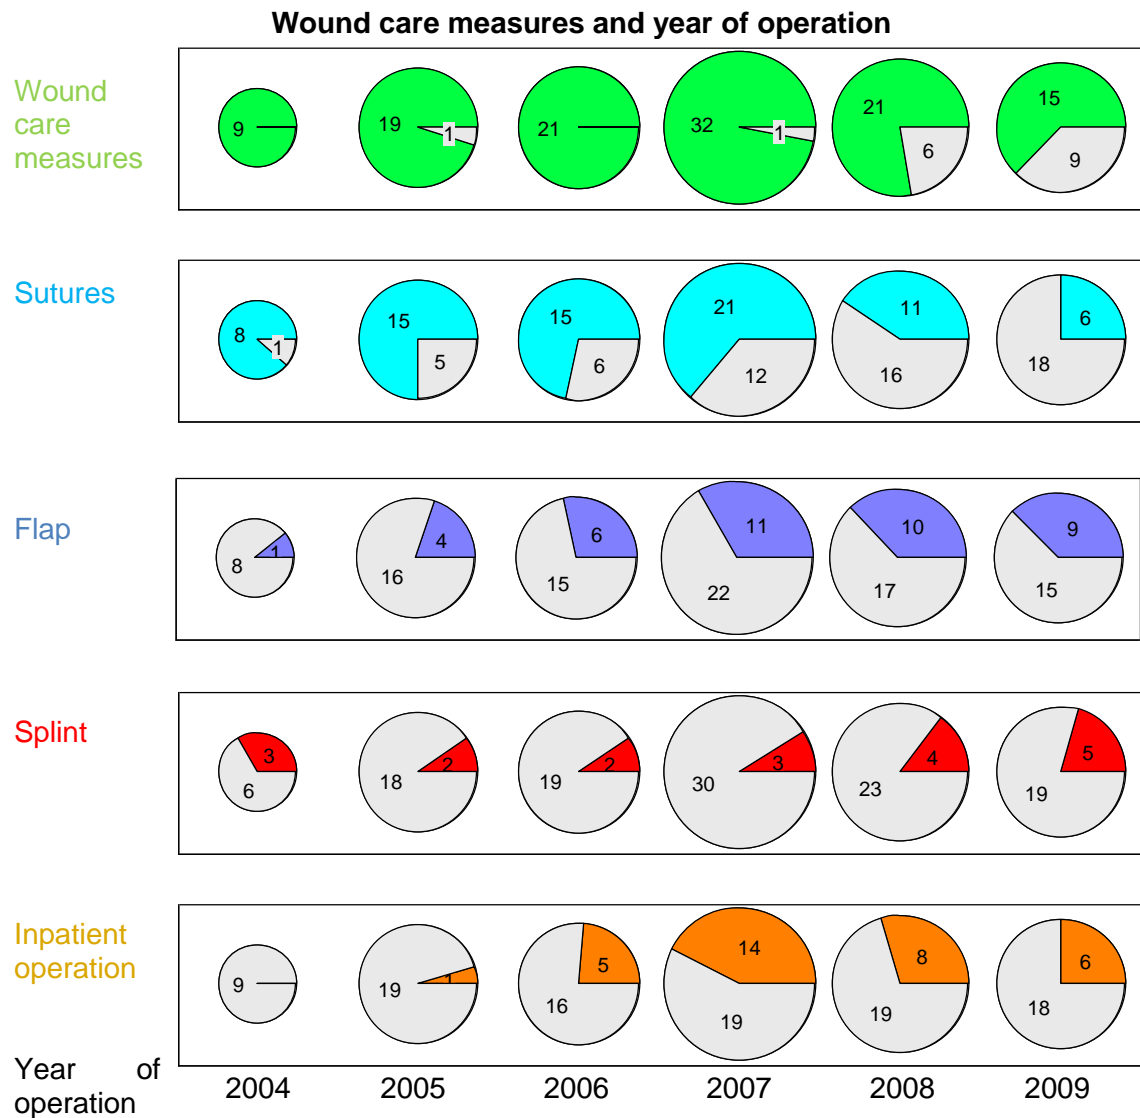 Wound care measures and year of operation
Wound
care
measures
9 19 1 21 32 1 21 6 15 9
Sutures
8 1 15 5 15 6 21 12 11 16 6 18
Flap
1 8 4 16 6 15 11 22 10 17 9 15
Splint
3 6 2 18 2 19 3 30 4 23 5 19
Inpatient
operation
9 1 19 5 16 14 19 8 19 6 18
Year of
operation
2004 2005 2006 2007 2008 2009